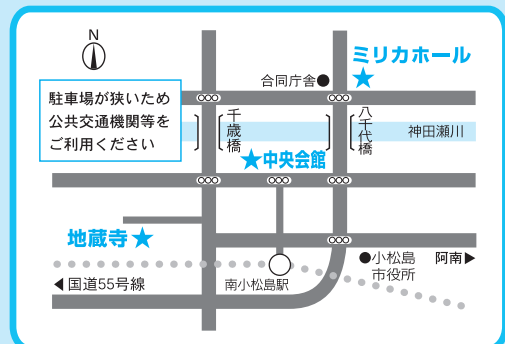 N
ミリカホール
合同庁舎
駐車場が狭いため
公共交通機関等を
ご利用ください
千歳橋
八千代橋
神田瀬川
中央会館
地蔵寺
小松島
市役所
阿南
国道55号線
南小松島駅